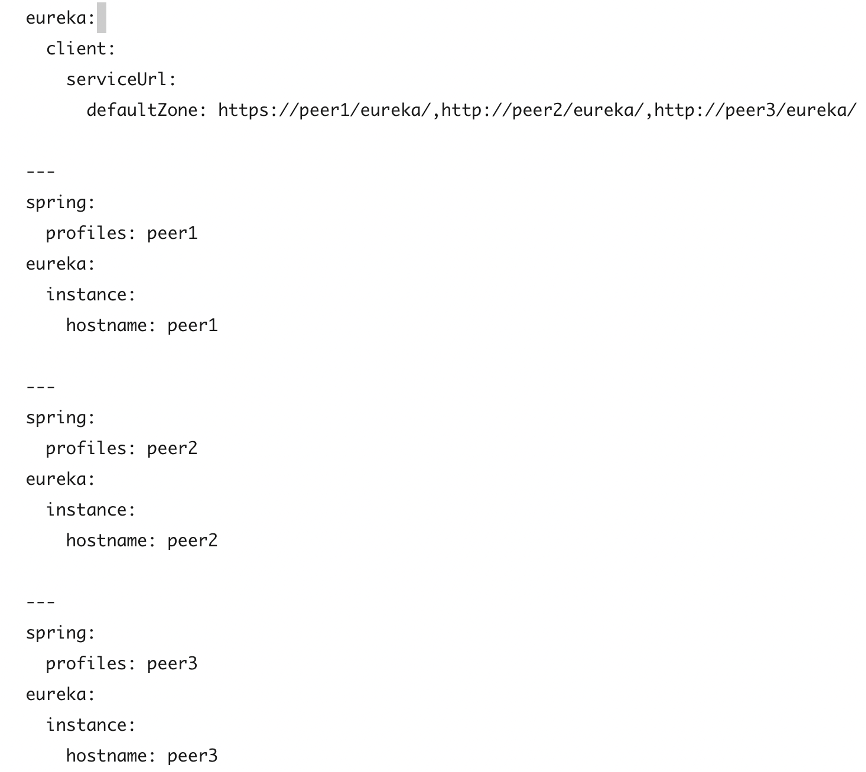 eureka:
  client:
    serviceUrl:
      defaultZone: https://peer1/eureka/,http://peer2/eureka/,http://peer3/eureka/

---
spring:
  profiles: peer1
eureka:
  instance:
    hostname: peer1

---
spring:
  profiles: peer2
eureka:
  instance:
    hostname: peer2

---
spring:
  profiles: peer3
eureka:
  instance:
    hostname: peer3